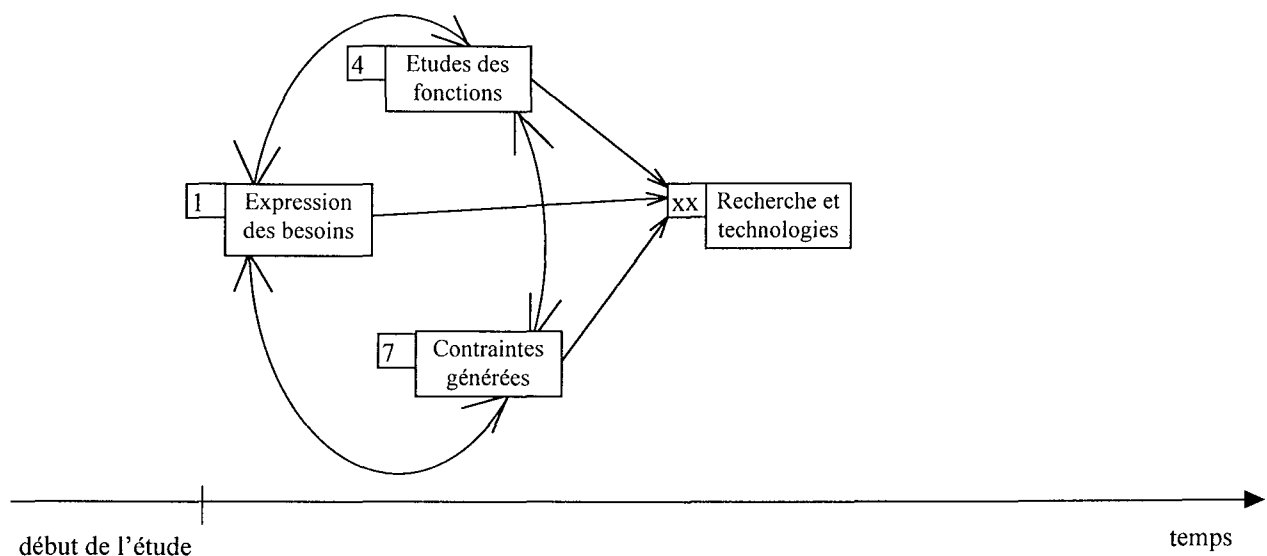 4
Etudes des
fonctions
1
Expression
des besoins
xx
Recherche et
technologies
7
Contraintes
générées
début de l'étude
temps